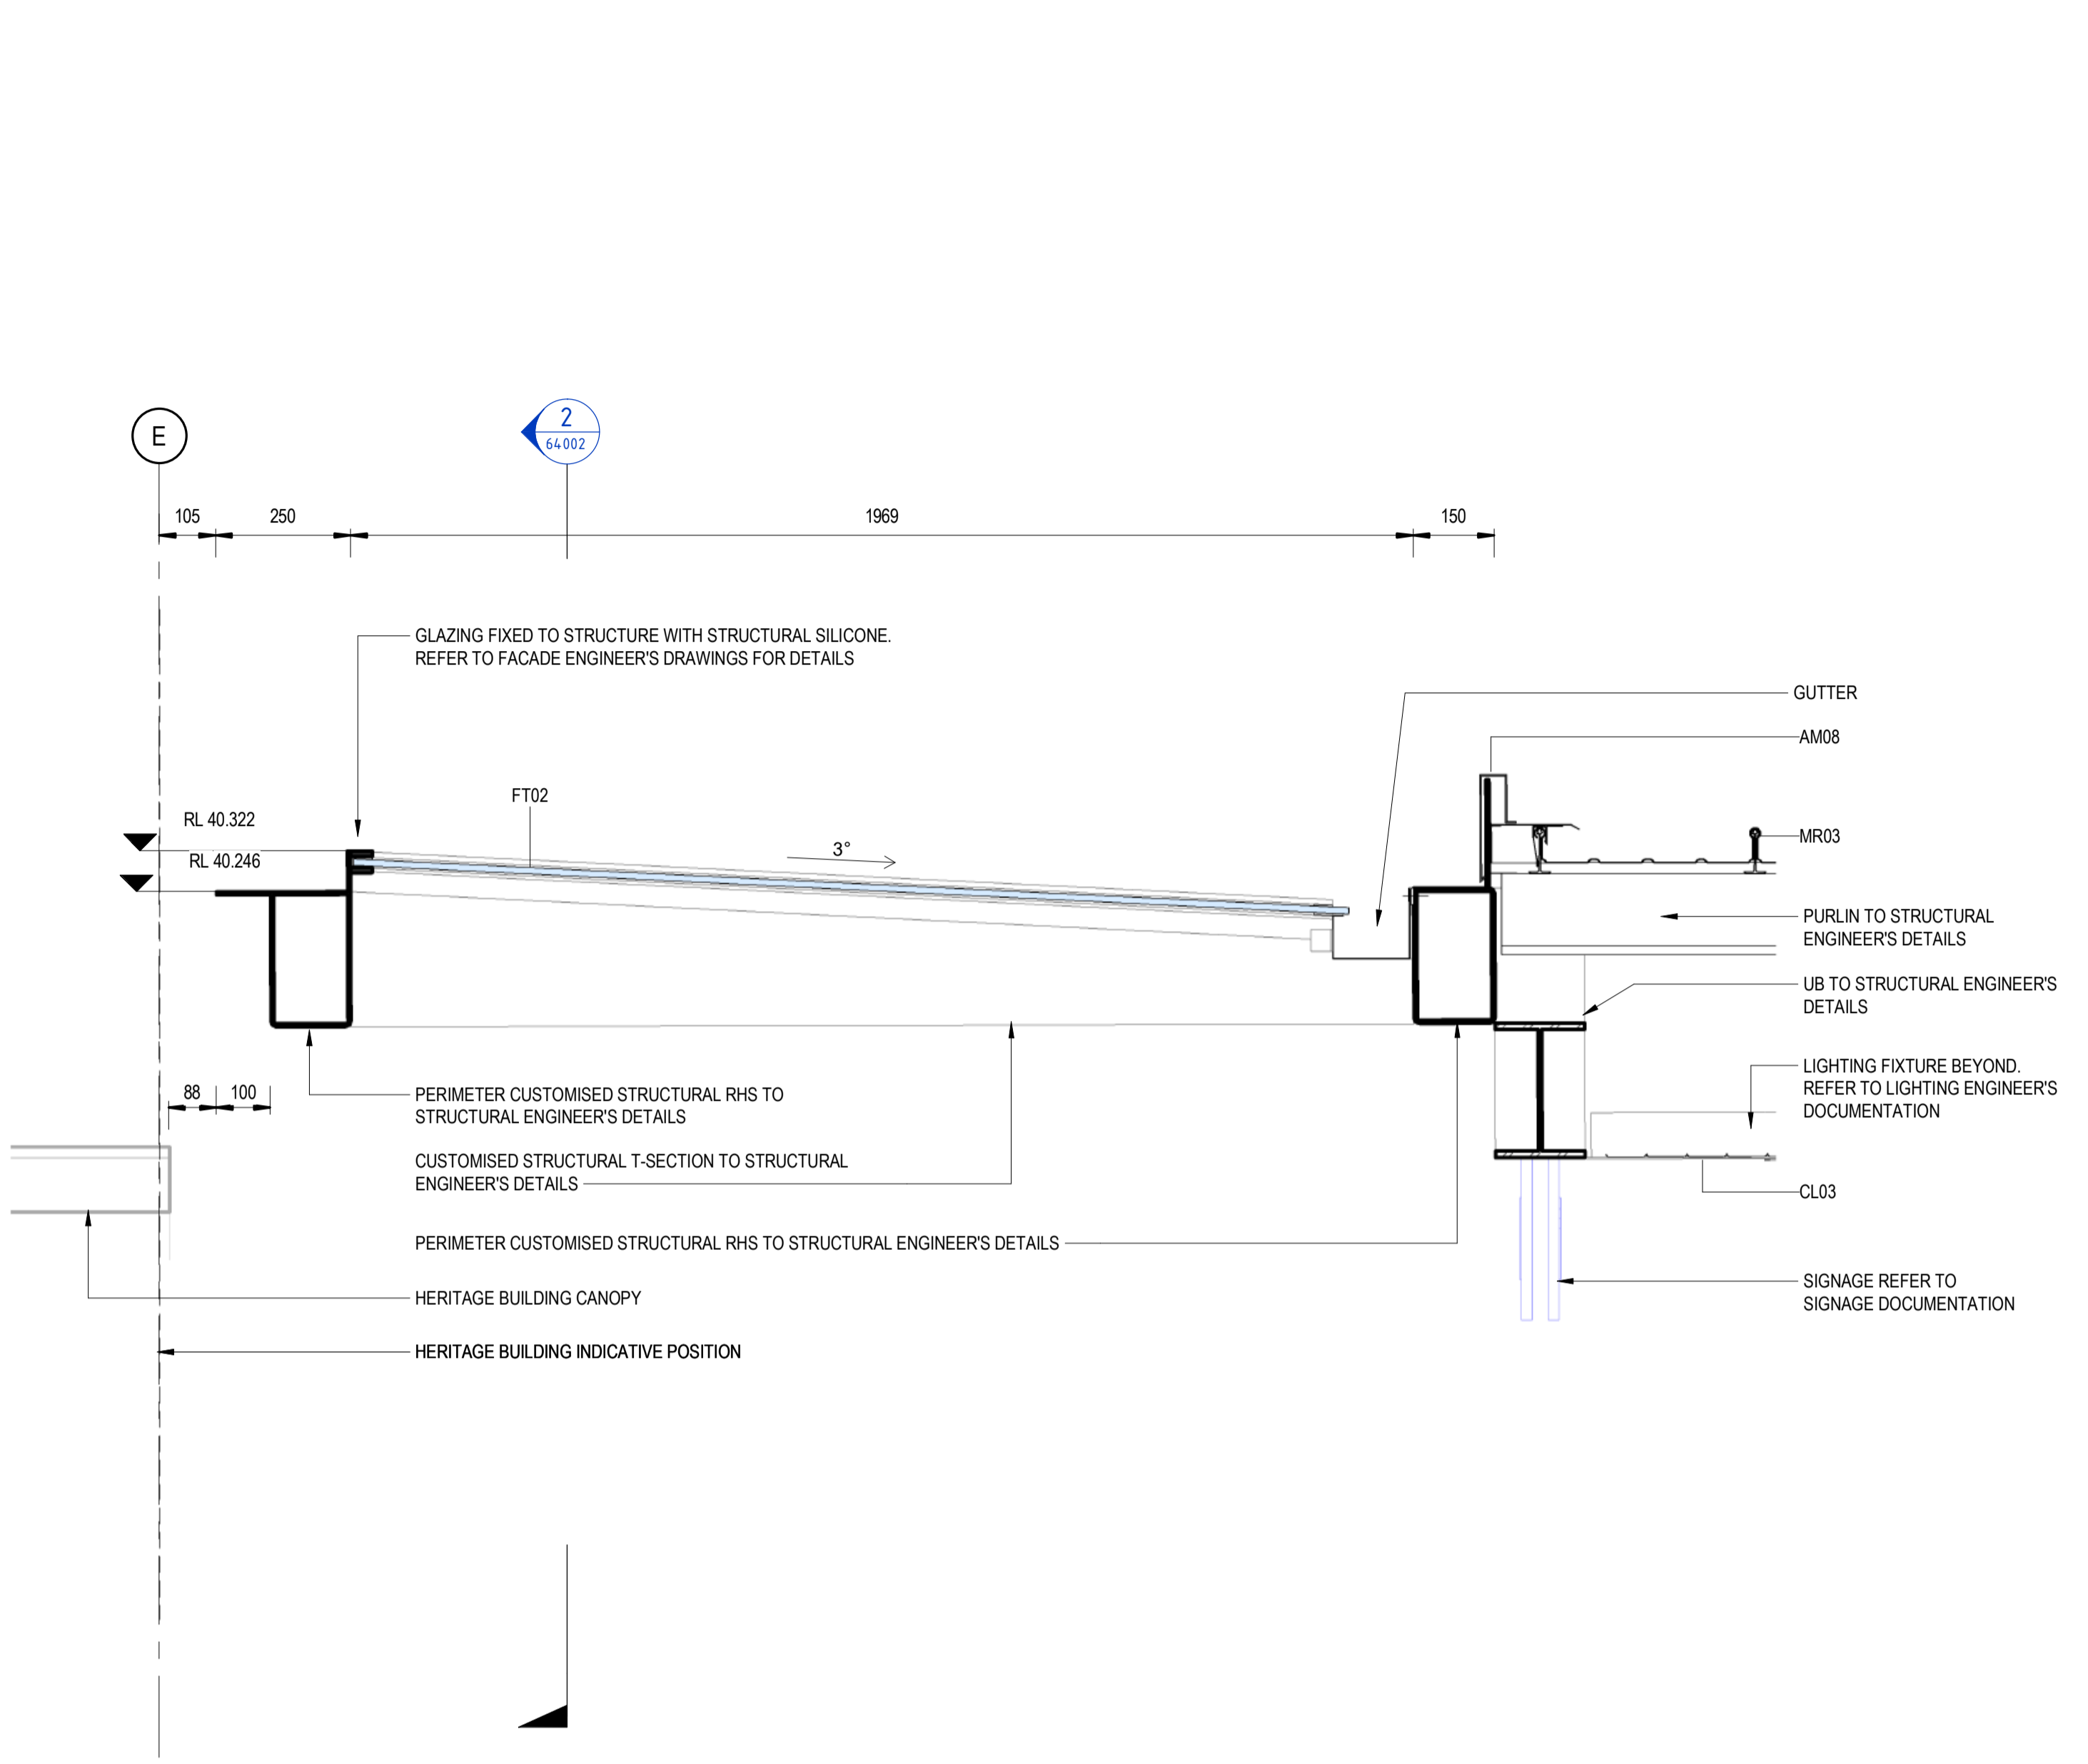 E
2
64002
105
250
1969
150
GLAZING FIXED TO STRUCTURE WITH STRUCTURAL SILICONE.
REFER TO FACADE ENGINEER'S DRAWINGS FOR DETAILS
GUTTER
AM08
FT02
RL 40.322
3°
MR03
RL 40.246
PURLIN TO STRUCTURAL
ENGINEER'S DETAILS
UB TO STRUCTURAL ENGINEER'S
DETAILS
LIGHTING FIXTURE BEYOND.
REFER TO LIGHTING ENGINEER'S
DOCUMENTATION
88
100
PERIMETER CUSTOMISED STRUCTURAL RHS TO
STRUCTURAL ENGINEER'S DETAILS
CUSTOMISED STRUCTURAL T-SECTION TO STRUCTURAL
ENGINEER'S DETAILS
CL03
PERIMETER CUSTOMISED STRUCTURAL RHS TO STRUCTURAL ENGINEER'S DETAILS
SIGNAGE REFER TO
SIGNAGE DOCUMENTATION
HERITAGE BUILDING CANOPY
HERITAGE BUILDING INDICATIVE POSITION